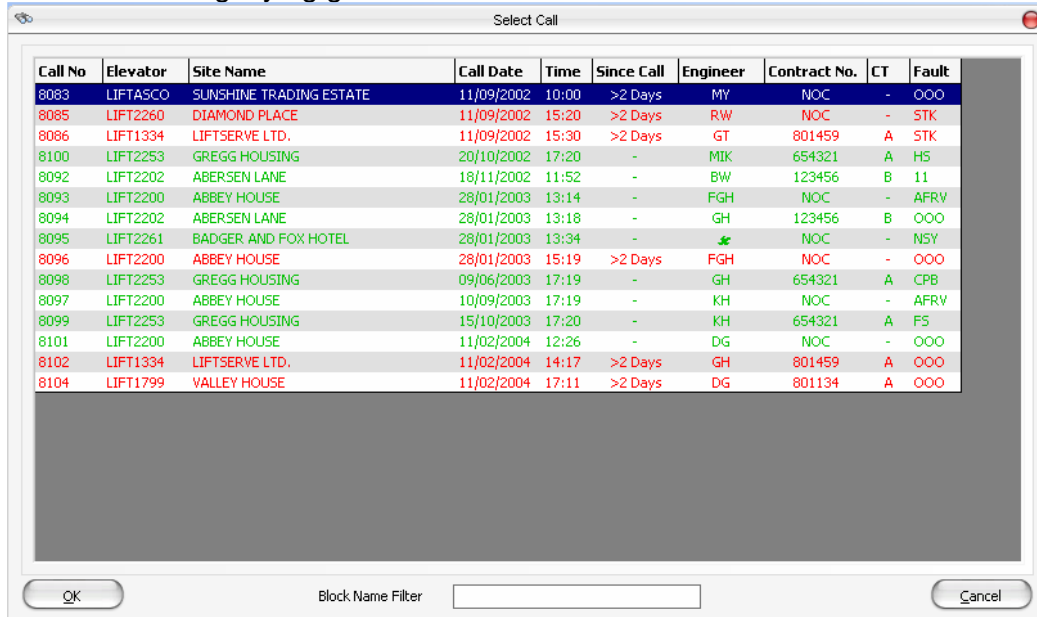 Select Call
Call No Elevator Site Name Call Date Time Since Call Engineer Contract No. CT Fault
8083 LIFTASCO SUNSHINE TRADING ESTATE 11/09/2002 10:00 >2 Days MY NOC - OOO
8085 LIFT2260 DIAMOND PLACE 11/09/2002 15:20 >2 Days RW NOC - STK
8086 LIFT1334 LIFTSERVE LTD. 11/09/2002 15:30 >2 Days GT 801459 A STK
8100 LIFT2253 GREGG HOUSING 20/10/2002 17:20 - MIK 654321 A HS
8092 LIFT2202 ABERSEN LANE 18/11/2002 11:52 - BW 123456 B 11
8093 LIFT2200 ABBEY HOUSE 28/01/2003 13:14 - FGH NOC - AFRV
8094 LIFT2202 ABERSEN LANE 28/01/2003 13:18 - GH 123456 B OOO
8095 LIFT2261 BADGER AND FOX HOTEL 28/01/2003 13:34 - NOC - NSY
8096 LIFT2200 ABBEY HOUSE 28/01/2003 15:19 >2 Days FGH NOC - OOO
8098 LIFT2253 GREGG HOUSING 09/06/2003 17:19 - GH 654321 A CPB
8097 LIFT2200 ABBEY HOUSE 10/09/2003 17:19 - KH NOC - AFRV
8099 LIFT2253 GREGG HOUSING 15/10/2003 17:20 - KH 654321 A FS
8101 LIFT2200 ABBEY HOUSE 11/02/2004 12:26 - DG NOC - OOO
8102 LIFT1334 LIFTSERVE LTD. 11/02/2004 14:17 >2 Days GH 801459 A OOO
8104 LIFT1799 VALLEY HOUSE 11/02/2004 17:11 >2 Days DG 801134 A OOO
OK Block Name Filter Cancel